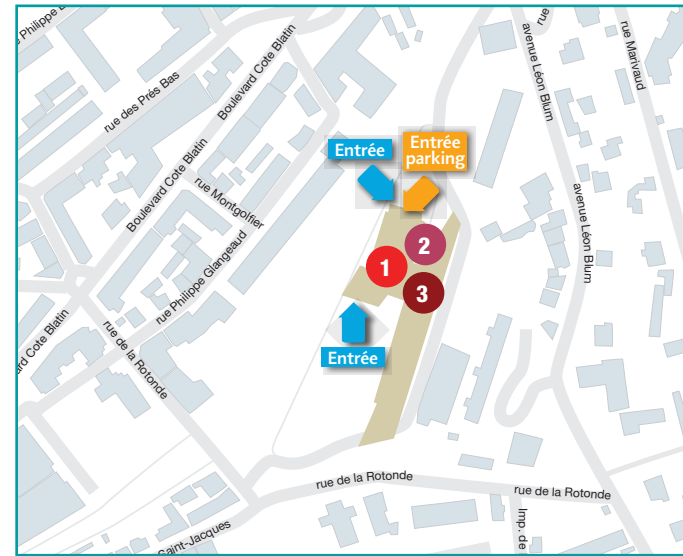 e Philippe
rue des Prés Bas
Boulevard Cote Blatin
rue
avenue Léon Blum
rue Marivaud
Entrée
Entrée
parking
Boulevard Cote Blatin
rue Montgolfier
avenue Léon Blum
rue Philippe Glangeaud
1
2
3
ard Cote Blatin
rue de la Rotonde
Entrée
rue de la Rotonde
rue de la Rotonde
Saint-Jacques
Imp. de